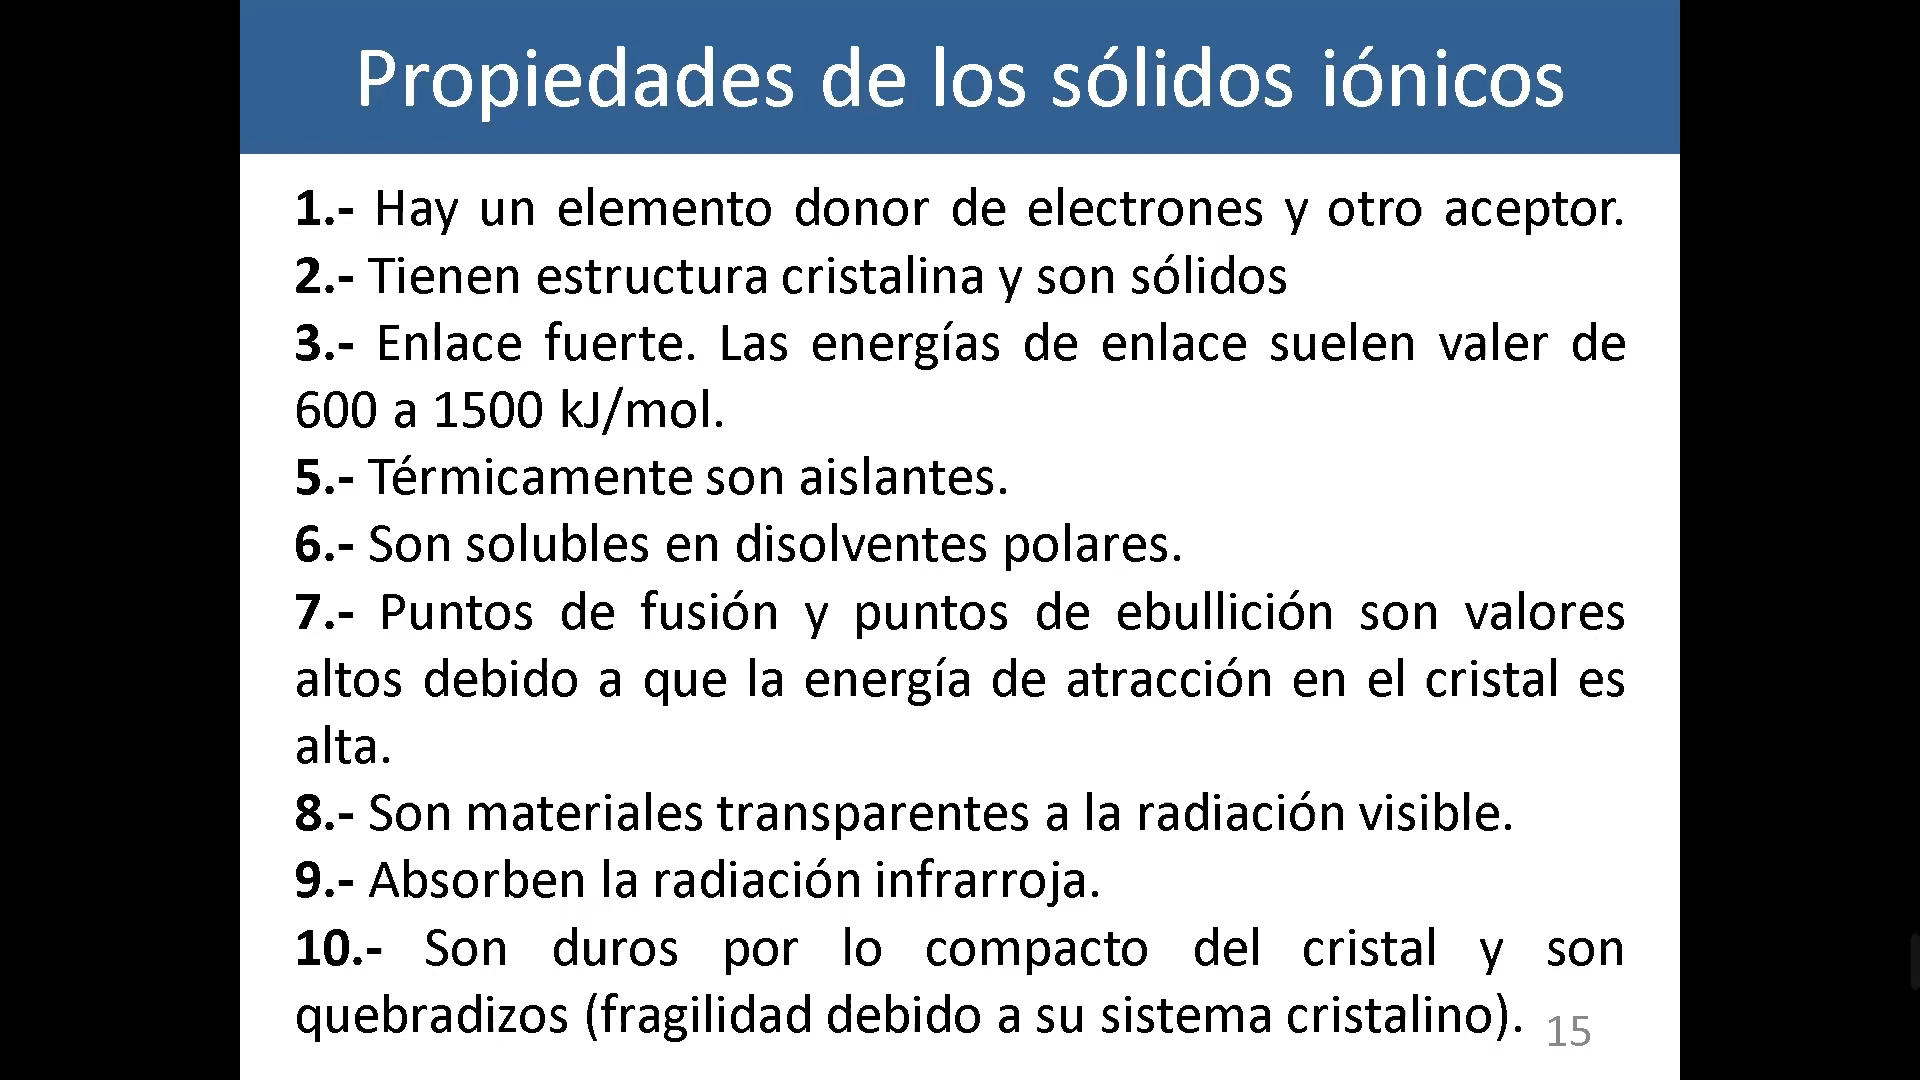 Propiedades de los sólidos iónicos
1.- Hay un elemento donor de electrones y otro aceptor.
2.- Tienen estructura cristalina y son sólidos
3.- Enlace fuerte. Las energías de enlace suelen valer de
600 a 1500 kJ/mol.
5.- Térmicamente son aislantes.
6.- Son solubles en disolventes polares.
7.- Puntos de fusión y puntos de ebullición son valores
altos debido a que la energía de atracción en el cristal es
alta.
8.- Son materiales transparentes a la radiación visible.
9.- Absorben la radiación infrarroja.
10.- Son duros por lo compacto del cristal y son
quebradizos (fragilidad debido a su sistema cristalino).
15